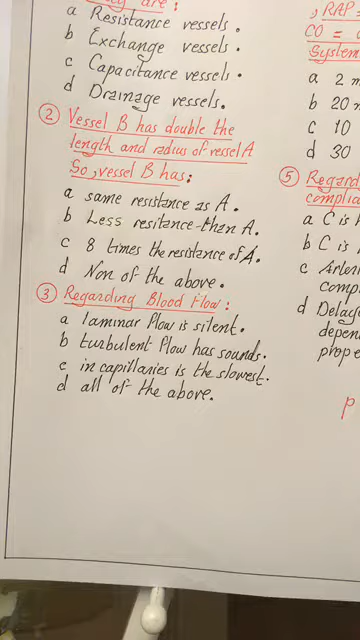 are :
a Resistance vessels .
b Exchange vessels .
c Capacitance vessels .
d Drainage vessels.
② Vessel B has double the
length and radius of vessel A
So, vessel B has :
a same resistance as A .
b Less resitance than A.
c 8 times the resistance of A.
d Non of the above .
③ Regarding Blood Flow :
a laminar flow is silent .
b turbulent flow has sounds .
c in capillaries is the slowest .
d all of the above.
, RAP =
CO =
System
a 2
b 20
c 10
d 30
⑤ Regard
complia
a C is
b C is
c Arter
comp
d Delay
depen
prope
P